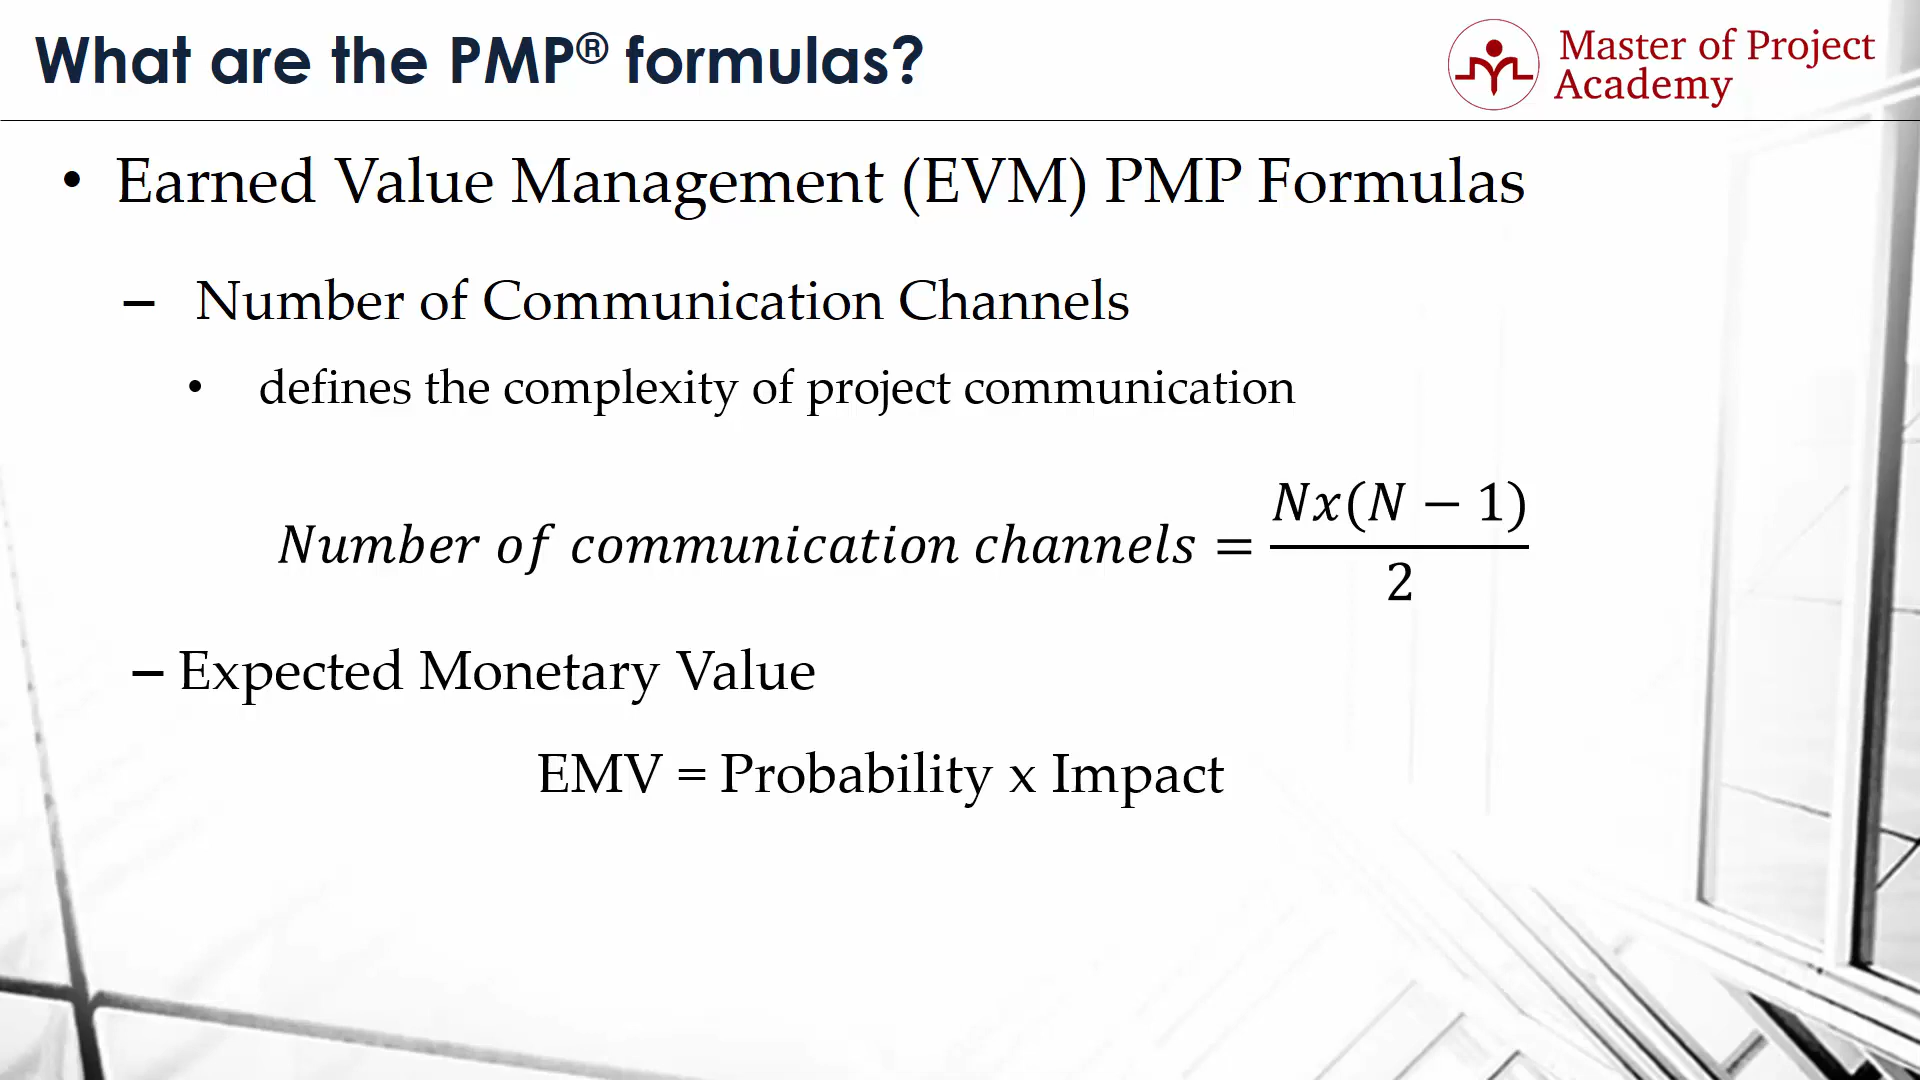 What are the PMP® formulas?
Master of Project
Academy
• Earned Value Management (EVM) PMP Formulas
– Number of Communication Channels
• defines the complexity of project communication
Number of communication channels = Nx(N − 1)
2
– Expected Monetary Value
EMV = Probability x Impact